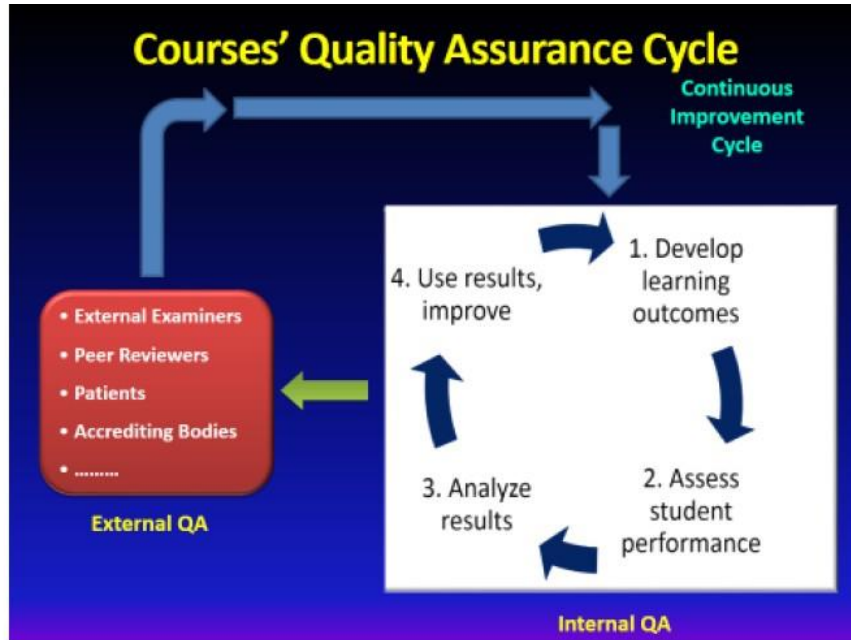 Courses’ Quality Assurance Cycle
Continuous
Improvement
Cycle
1. Develop
learning
outcomes
2. Assess
student
performance
3. Analyze
results
4. Use results,
improve
• External Examiners
• Peer Reviewers
• Patients
• Accrediting Bodies
• .........
External QA
Internal QA